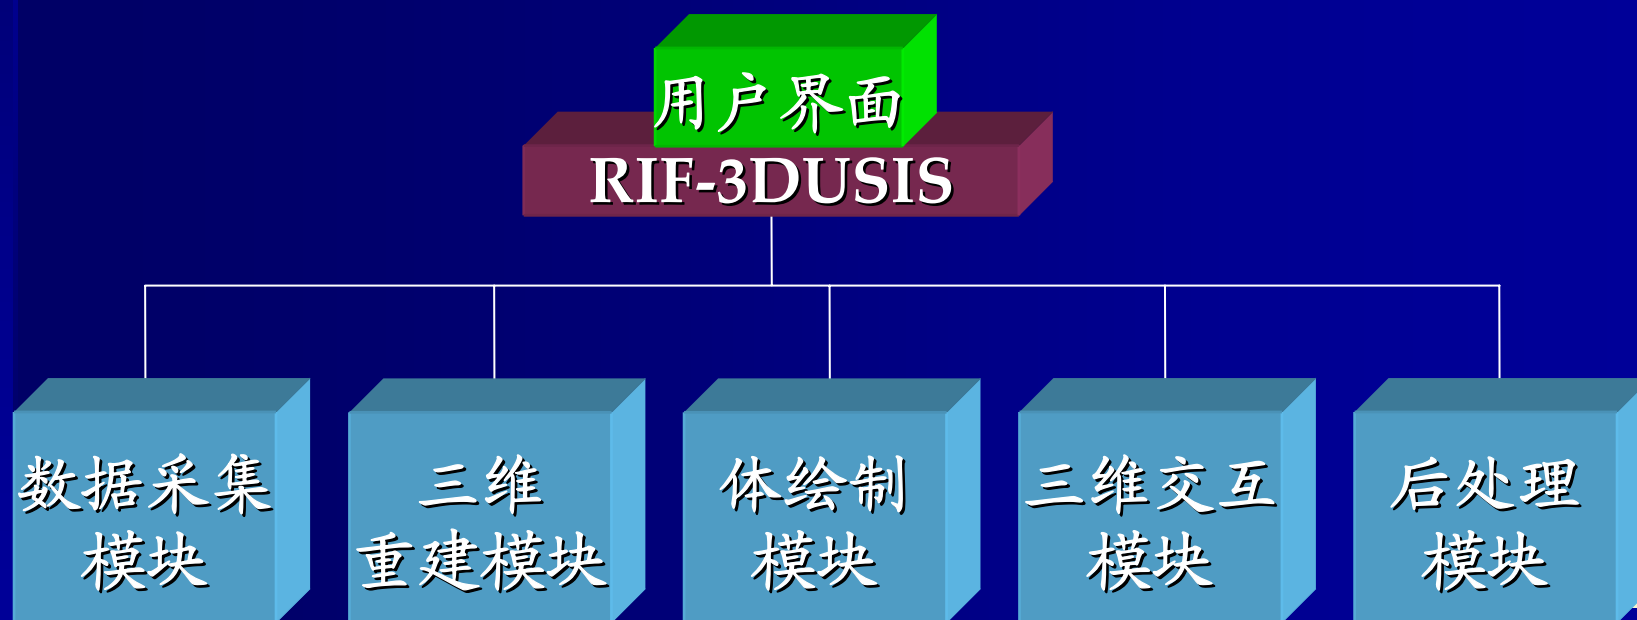 用户界面
RIF-3DUSIS
数据采集
模块
三维
重建模块
体绘制
模块
三维交互
模块
后处理
模块